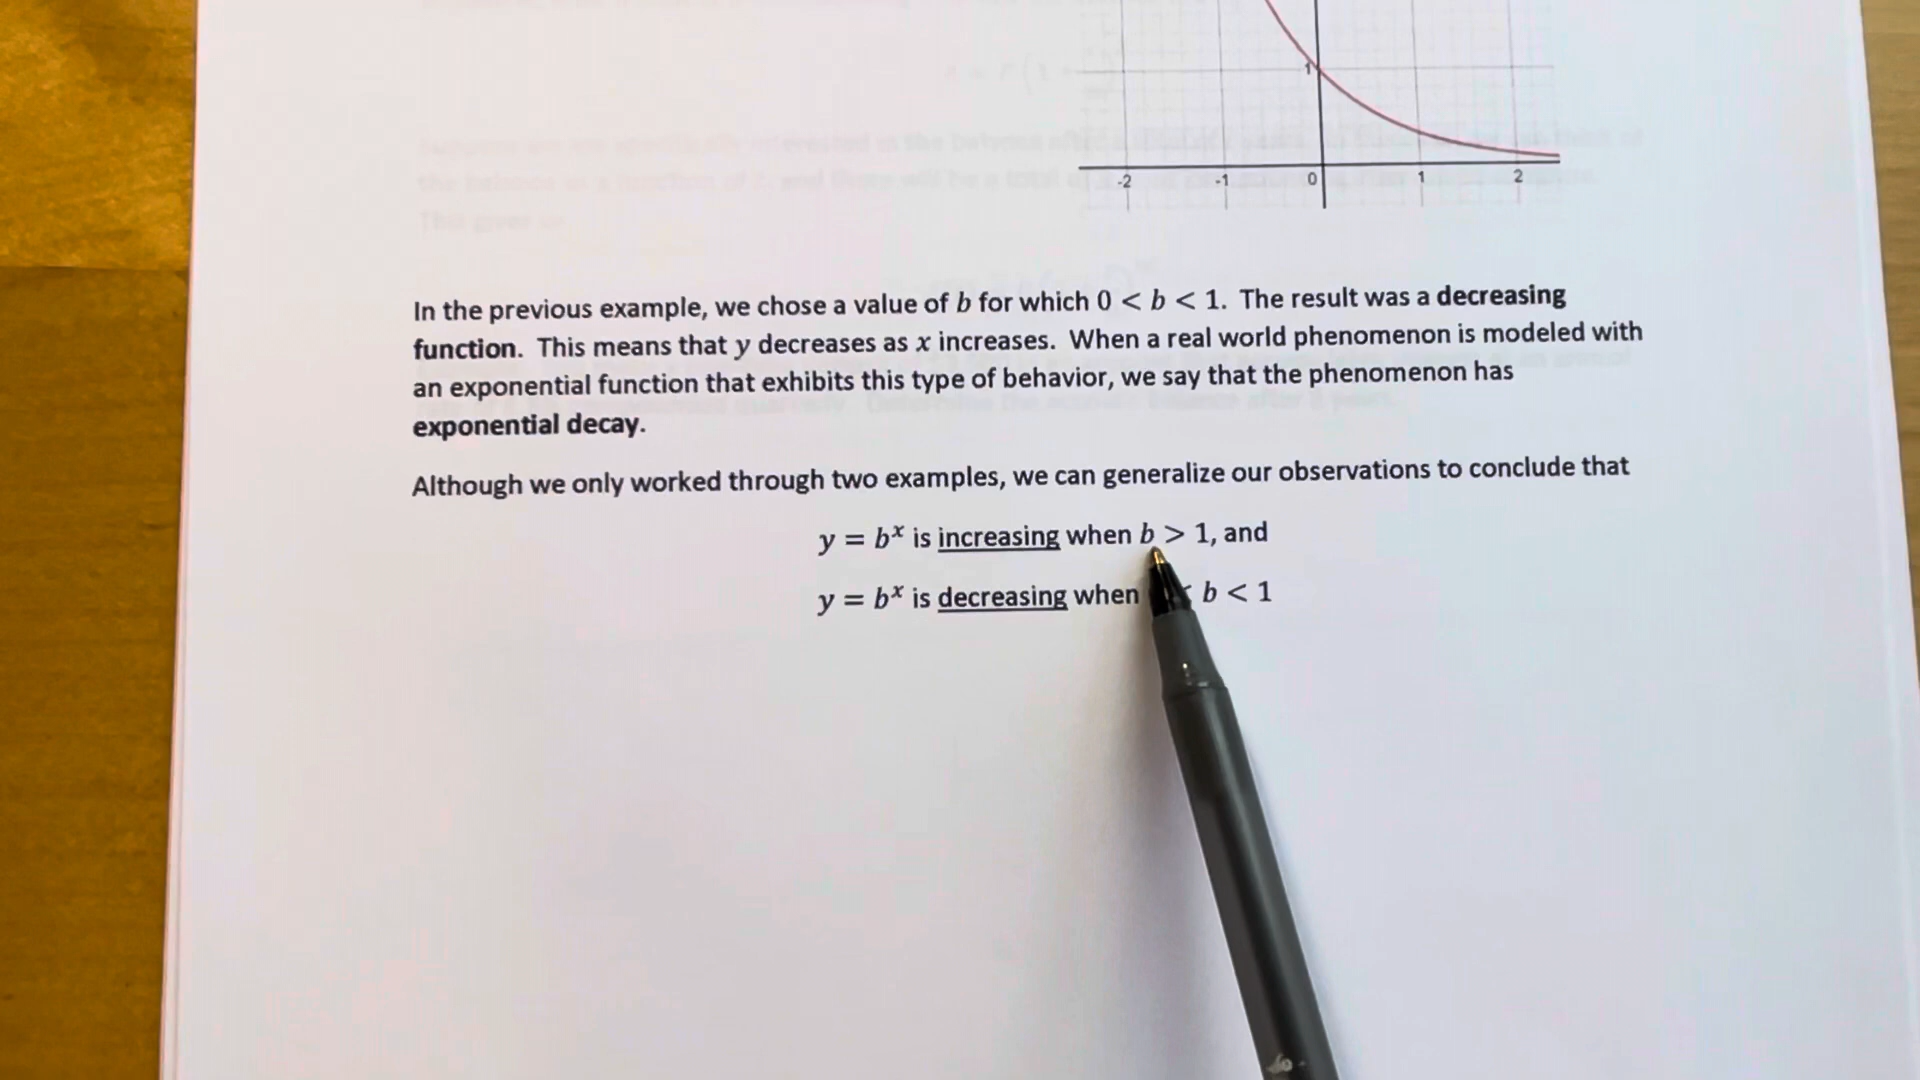 1
-2 -1 0 1 2
In the previous example, we chose a value of b for which 0 < b < 1. The result was a decreasing
function. This means that y decreases as x increases. When a real world phenomenon is modeled with
an exponential function that exhibits this type of behavior, we say that the phenomenon has
exponential decay.
Although we only worked through two examples, we can generalize our observations to conclude that
y = bˣ is increasing when b > 1, and
y = bˣ is decreasing when < b < 1